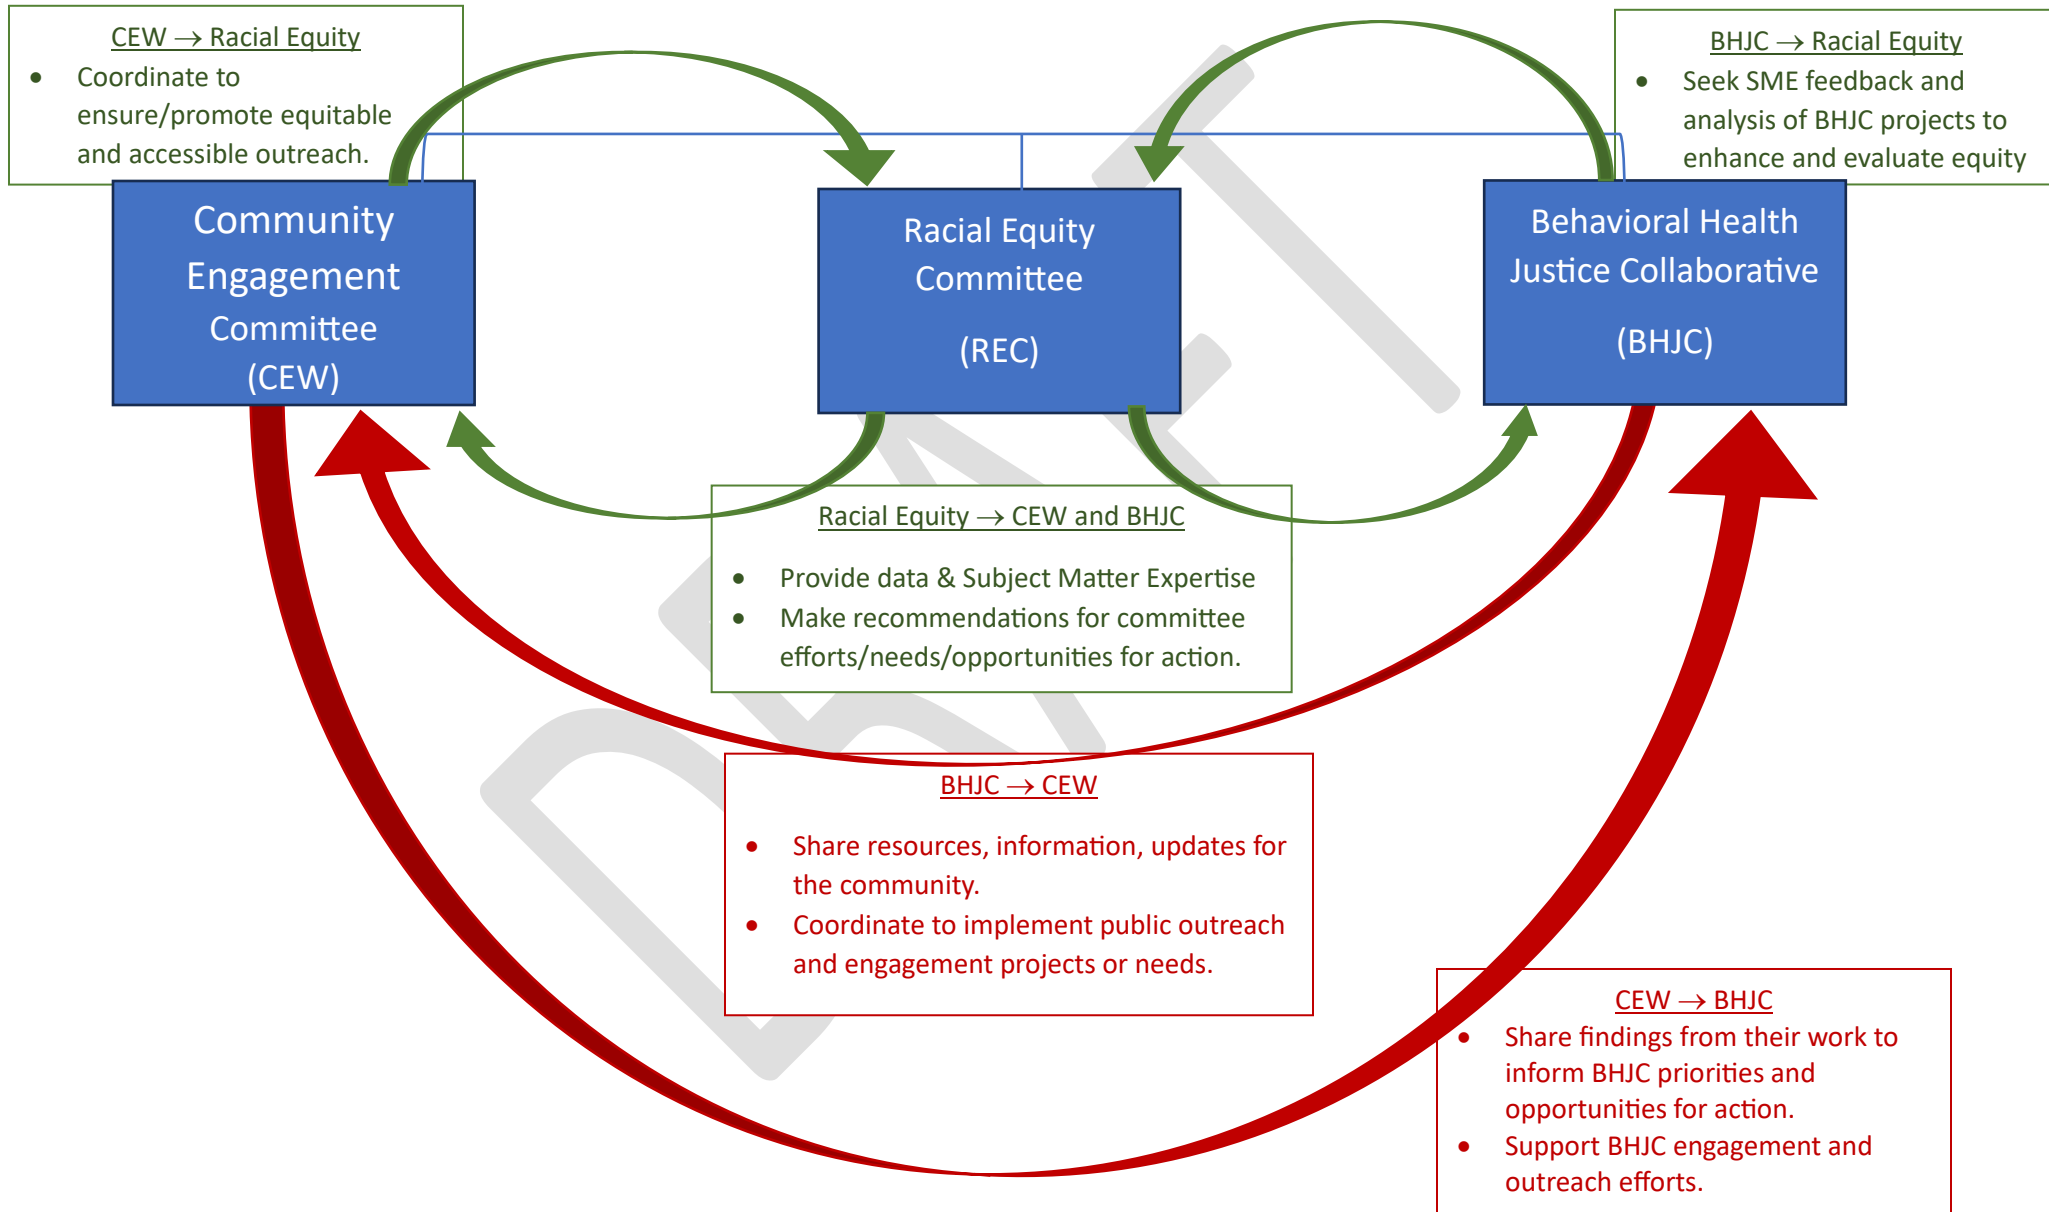 CEW → Racial Equity
• Coordinate to
ensure/promote equitable
and accessible outreach.
BHJC → Racial Equity
• Seek SME feedback and
analysis of BHJC projects to
enhance and evaluate equity
Community
Engagement
Committee
(CEW)
Racial Equity
Committee
(REC)
Behavioral Health
Justice Collaborative
(BHJC)
Racial Equity → CEW and BHJC
• Provide data & Subject Matter Expertise
• Make recommendations for committee
efforts/needs/opportunities for action.
BHJC → CEW
• Share resources, information, updates for
the community.
• Coordinate to implement public outreach
and engagement projects or needs.
CEW → BHJC
• Share findings from their work to
inform BHJC priorities and
opportunities for action.
• Support BHJC engagement and
outreach efforts.
DRAFT